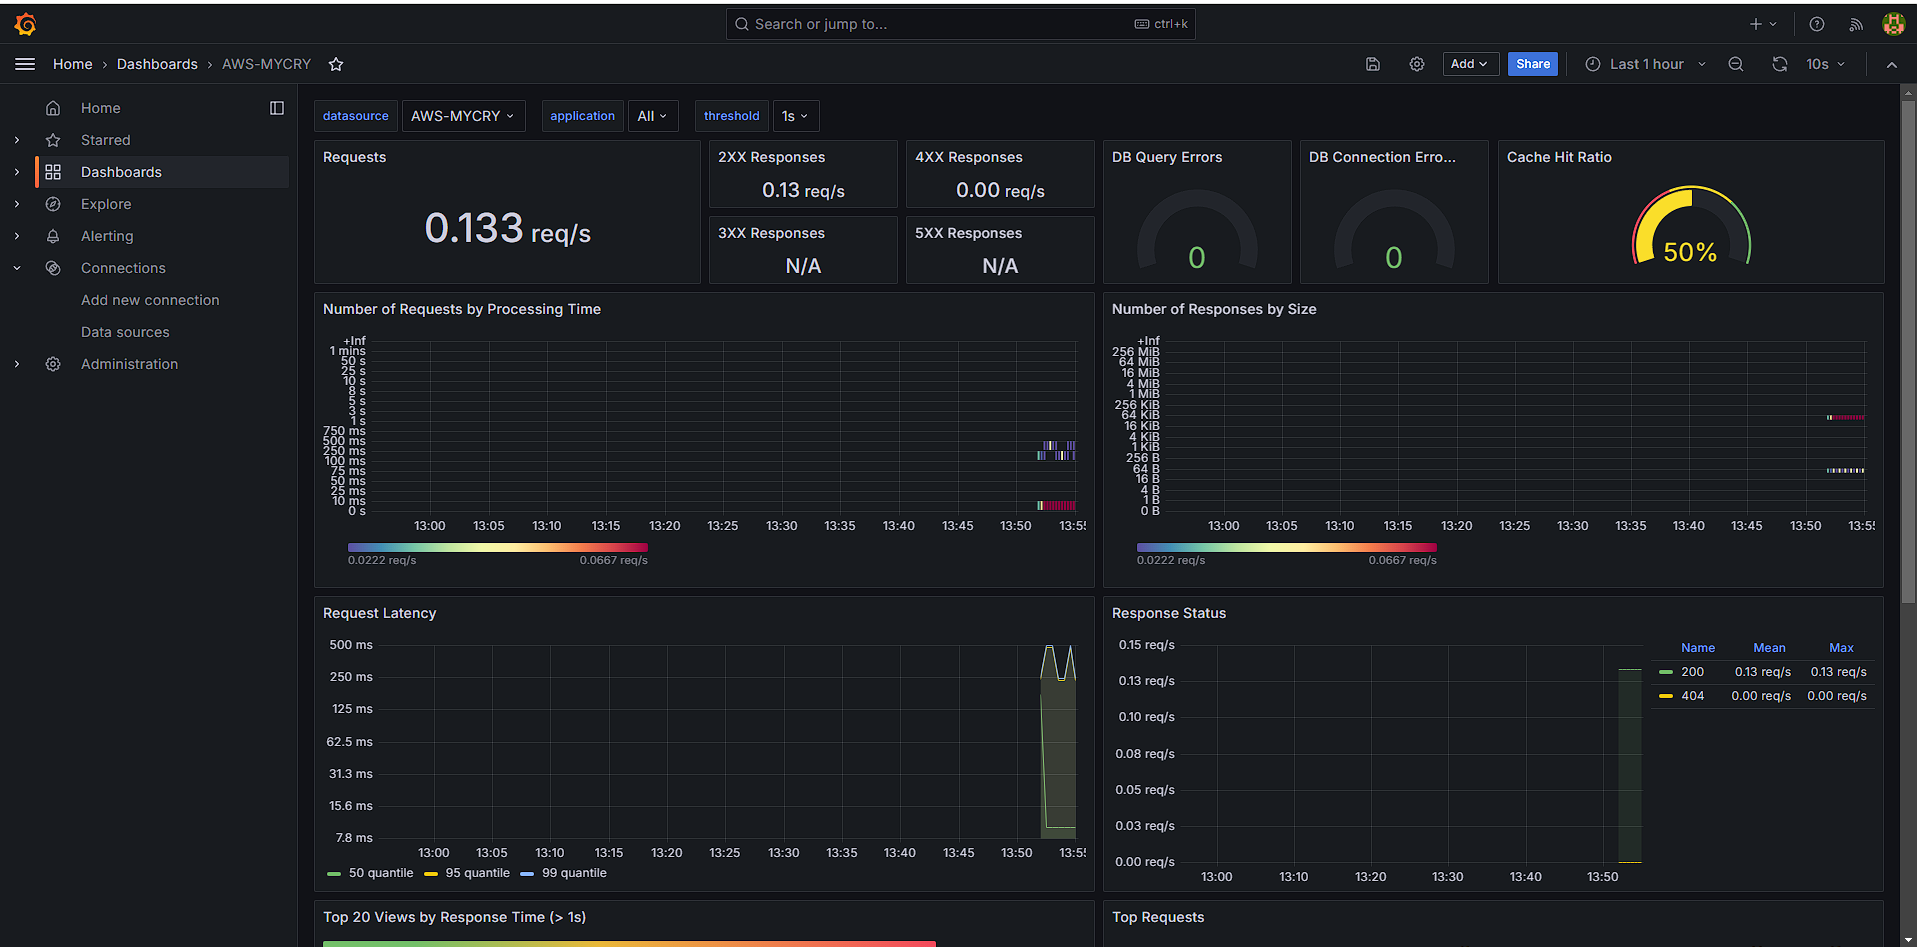 Search or jump to...
ctrl+k
Home › Dashboards › AWS-MYCRY
Add
Share
Last 1 hour
10s
Home
Starred
Dashboards
Explore
Alerting
Connections
Add new connection
Data sources
Administration
datasource AWS-MYCRY application All threshold 1s
Requests
0.133 req/s
2XX Responses
0.13 req/s
4XX Responses
0.00 req/s
3XX Responses
N/A
5XX Responses
N/A
DB Query Errors
0
DB Connection Erro...
0
Cache Hit Ratio
50%
Number of Requests by Processing Time
+Inf
1 mins
50 s
25 s
10 s
8 s
5 s
3 s
1 s
750 ms
500 ms
250 ms
100 ms
75 ms
50 ms
25 ms
10 ms
0 s
13:00 13:05 13:10 13:15 13:20 13:25 13:30 13:35 13:40 13:45 13:50 13:55
0.0222 req/s 0.0667 req/s
Number of Responses by Size
+Inf
256 MiB
64 MiB
16 MiB
4 MiB
1 MiB
256 KiB
64 KiB
16 KiB
4 KiB
1 KiB
256 B
64 B
16 B
4 B
1 B
0 B
13:00 13:05 13:10 13:15 13:20 13:25 13:30 13:35 13:40 13:45 13:50 13:55
0.0222 req/s 0.0667 req/s
Request Latency
500 ms
250 ms
125 ms
62.5 ms
31.3 ms
15.6 ms
7.8 ms
13:00 13:05 13:10 13:15 13:20 13:25 13:30 13:35 13:40 13:45 13:50 13:55
50 quantile 95 quantile 99 quantile
Response Status
0.15 req/s
0.13 req/s
0.10 req/s
0.08 req/s
0.05 req/s
0.03 req/s
0.00 req/s
13:00 13:10 13:20 13:30 13:40 13:50
Name Mean Max
200 0.13 req/s 0.13 req/s
404 0.00 req/s 0.00 req/s
Top 20 Views by Response Time (> 1s)
Top Requests